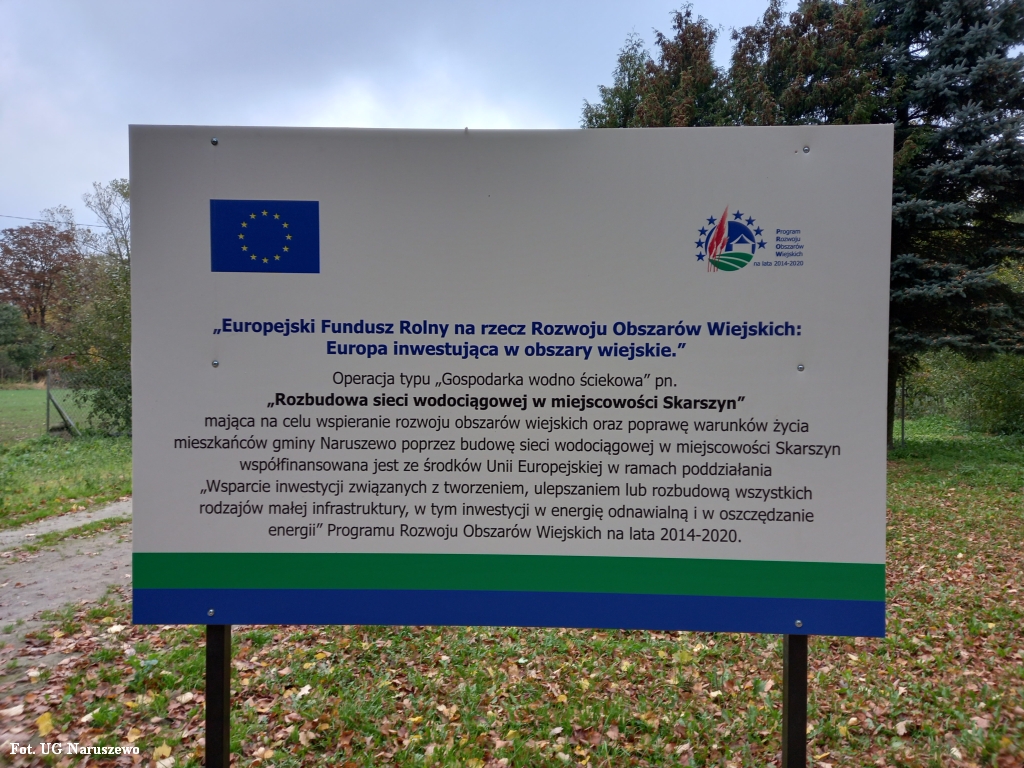 Program
Rozwoju
Obszarów
Wiejskich
na lata 2014-2020
„Europejski Fundusz Rolny na rzecz Rozwoju Obszarów Wiejskich:
Europa inwestująca w obszary wiejskie.”
Operacja typu „Gospodarka wodno ściekowa” pn.
„Rozbudowa sieci wodociągowej w miejscowości Skarszyn”
mająca na celu wspieranie rozwoju obszarów wiejskich oraz poprawę warunków życia
mieszkańców gminy Naruszewo poprzez budowę sieci wodociągowej w miejscowości Skarszyn
współfinansowana jest ze środków Unii Europejskiej w ramach poddziałania
„Wsparcie inwestycji związanych z tworzeniem, ulepszaniem lub rozbudową wszystkich
rodzajów małej infrastruktury, w tym inwestycji w energię odnawialną i w oszczędzanie
energii” Programu Rozwoju Obszarów Wiejskich na lata 2014-2020.
Fot. UG Naruszewo